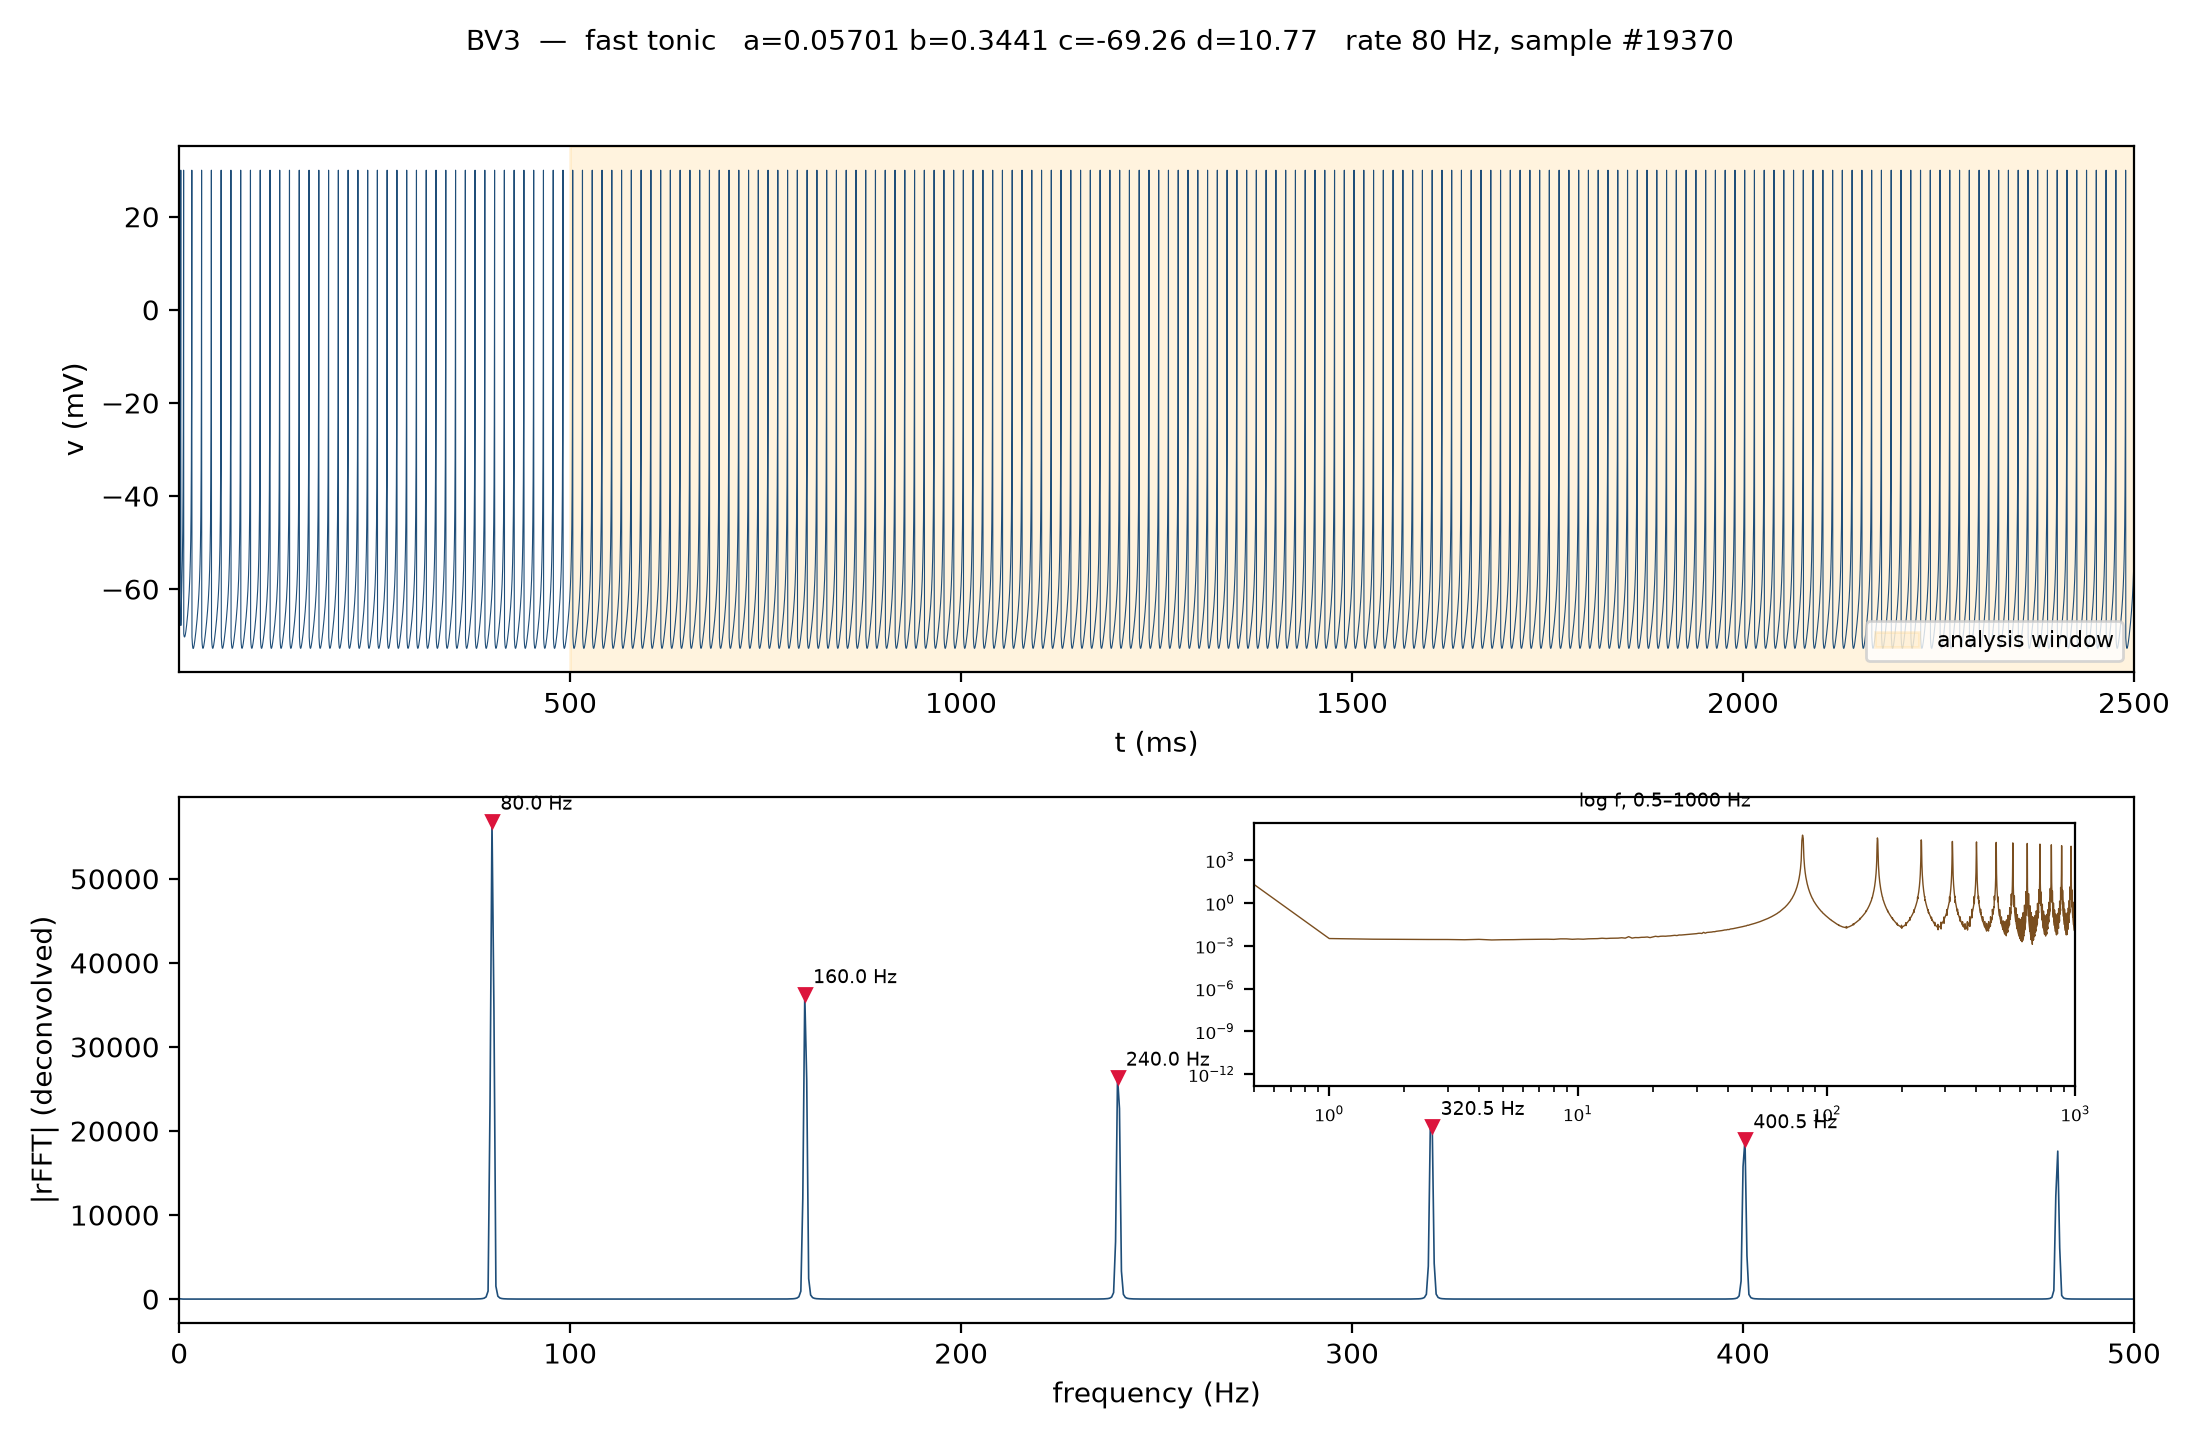 BV3 — fast tonic a=0.05701 b=0.3441 c=-69.26 d=10.77 rate 80 Hz, sample #19370
v (mV)
20
0
−20
−40
−60
analysis window
500
1000
1500
2000
2500
t (ms)
|rFFT| (deconvolved)
50000
40000
30000
20000
10000
0
80.0 Hz
160.0 Hz
240.0 Hz
320.5 Hz
400.5 Hz
log f, 0.5–1000 Hz
10³
10⁰
10⁻³
10⁻⁶
10⁻⁹
10⁻¹²
10⁰
10¹
10²
10³
0
100
200
300
400
500
frequency (Hz)